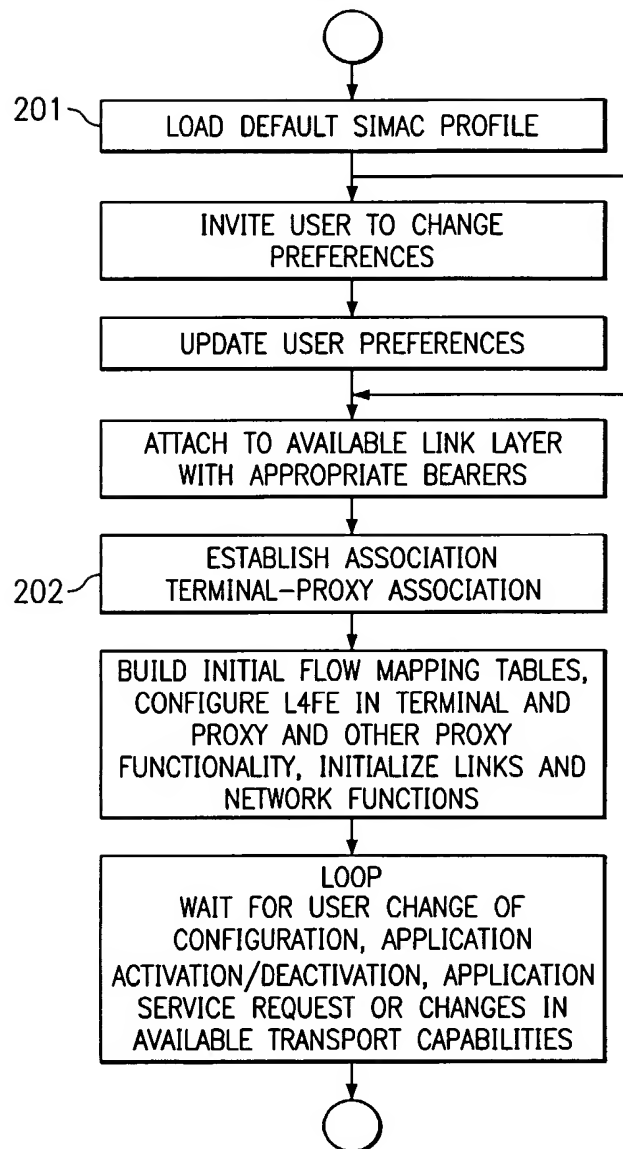 201
LOAD DEFAULT SIMAC PROFILE
INVITE USER TO CHANGE
PREFERENCES
UPDATE USER PREFERENCES
ATTACH TO AVAILABLE LINK LAYER
WITH APPROPRIATE BEARERS
202
ESTABLISH ASSOCIATION
TERMINAL-PROXY ASSOCIATION
BUILD INITIAL FLOW MAPPING TABLES,
CONFIGURE L4FE IN TERMINAL AND
PROXY AND OTHER PROXY
FUNCTIONALITY, INITIALIZE LINKS AND
NETWORK FUNCTIONS
LOOP
WAIT FOR USER CHANGE OF
CONFIGURATION, APPLICATION
ACTIVATION/DEACTIVATION, APPLICATION
SERVICE REQUEST OR CHANGES IN
AVAILABLE TRANSPORT CAPABILITIES